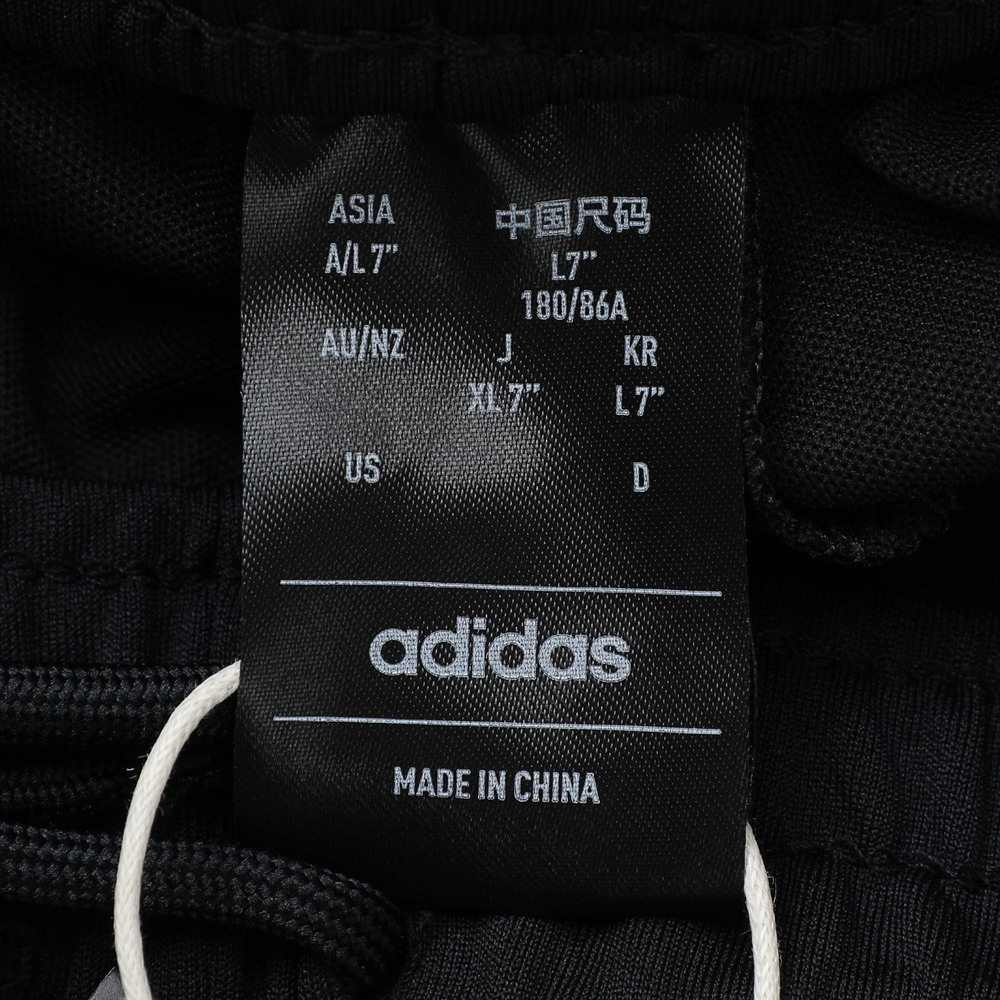 ASIA 中国尺码
A/L 7" L7"
180/86A
AU/NZ J KR
XL 7" L 7"
US D
adidas
MADE IN CHINA